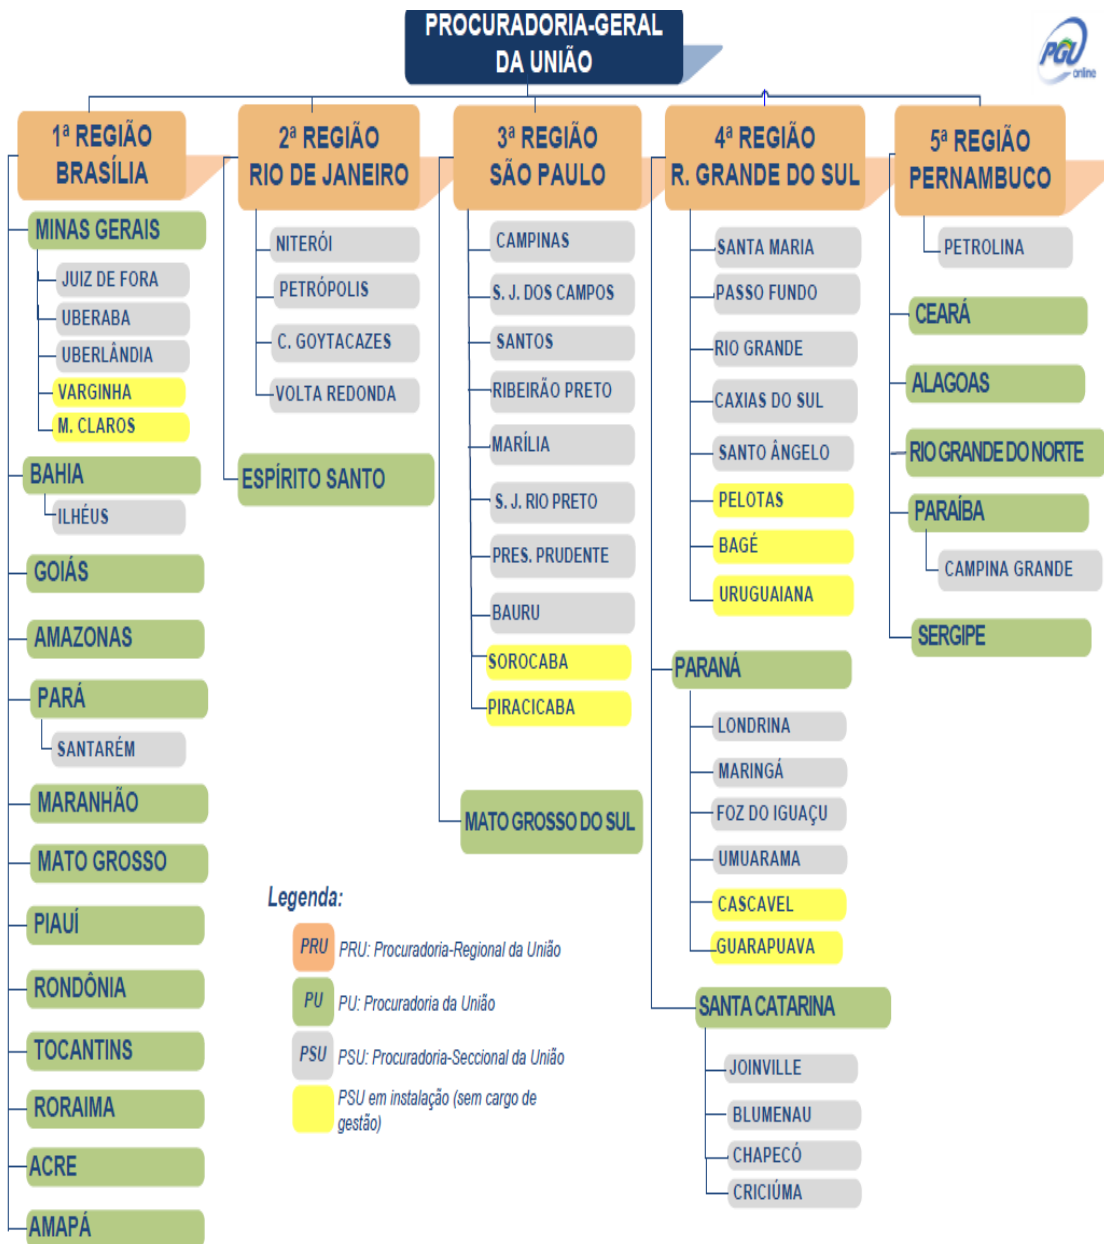 PROCURADORIA-GERAL
DA UNIÃO
PGU
online
1ª REGIÃO
BRASÍLIA
MINAS GERAIS
JUIZ DE FORA
UBERABA
UBERLÂNDIA
VARGINHA
M. CLAROS
BAHIA
ILHÉUS
GOIÁS
AMAZONAS
PARÁ
SANTARÉM
MARANHÃO
MATO GROSSO
PIAUÍ
RONDÔNIA
TOCANTINS
RORAIMA
ACRE
AMAPÁ
2ª REGIÃO
RIO DE JANEIRO
NITERÓI
PETRÓPOLIS
C. GOYTACAZES
VOLTA REDONDA
ESPÍRITO SANTO
3ª REGIÃO
SÃO PAULO
CAMPINAS
S. J. DOS CAMPOS
SANTOS
RIBEIRÃO PRETO
MARÍLIA
S. J. RIO PRETO
PRES. PRUDENTE
BAURU
SOROCABA
PIRACICABA
MATO GROSSO DO SUL
4ª REGIÃO
R. GRANDE DO SUL
SANTA MARIA
PASSO FUNDO
RIO GRANDE
CAXIAS DO SUL
SANTO ÂNGELO
PELOTAS
BAGÉ
URUGUAIANA
PARANÁ
LONDRINA
MARINGÁ
FOZ DO IGUAÇU
UMUARAMA
CASCAVEL
GUARAPUAVA
SANTA CATARINA
JOINVILLE
BLUMENAU
CHAPECÓ
CRICIÚMA
5ª REGIÃO
PERNAMBUCO
PETROLINA
CEARÁ
ALAGOAS
RIO GRANDE DO NORTE
PARAÍBA
CAMPINA GRANDE
SERGIPE
Legenda:
PRU PRU: Procuradoria-Regional da União
PU PU: Procuradoria da União
PSU PSU: Procuradoria-Seccional da União
PSU em instalação (sem cargo de
gestão)